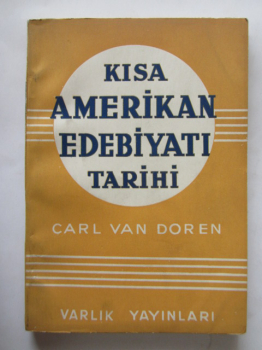 KISA
AMERİKAN
EDEBİYATI
TARİHİ
CARL VAN DOREN
VARLIK YAYINLARI